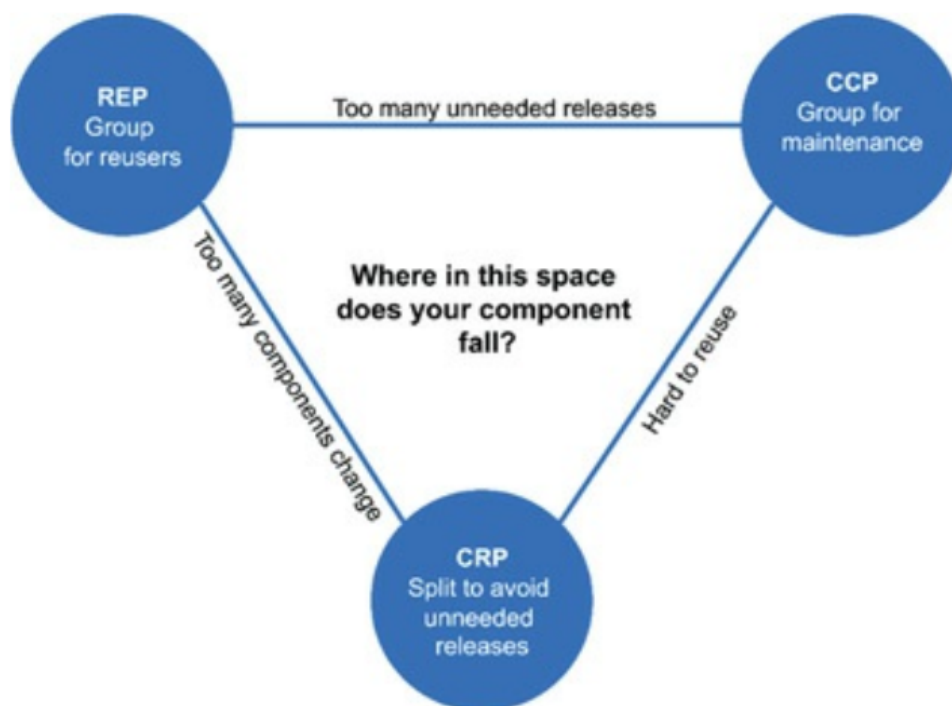 REP
Group
for reusers
Too many unneeded releases
CCP
Group for
maintenance
Too many components change
Where in this space
does your component
fall?
Hard to reuse
CRP
Split to avoid
unneeded
releases